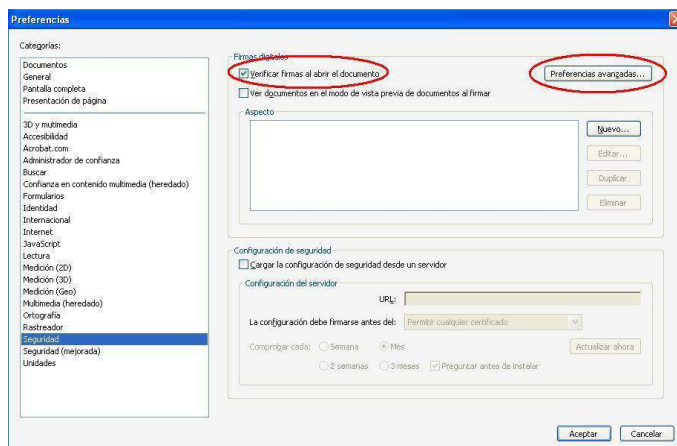 Preferencias
Categorías:
Documentos
General
Pantalla completa
Presentación de página
3D y multimedia
Accesibilidad
Acrobat.com
Administrador de confianza
Buscar
Confianza en contenido multimedia (heredado)
Formularios
Identidad
Internacional
Internet
JavaScript
Lectura
Medición (2D)
Medición (3D)
Medición (Geo)
Multimedia (heredado)
Ortografía
Rastreador
Seguridad
Seguridad (mejorada)
Unidades
Firmas digitales
Verificar firmas al abrir el documento
Preferencias avanzadas...
Ver documentos en el modo de vista previa de documentos al firmar
Aspecto
Nuevo...
Editar...
Duplicar
Eliminar
Configuración de seguridad
Cargar la configuración de seguridad desde un servidor
Configuración del servidor
URL:
La configuración debe firmarse antes del: Permitir cualquier certificado
Comprobar cada: Semana Mes Actualizar ahora
2 semanas 3 meses Preguntar antes de instalar
Aceptar Cancelar